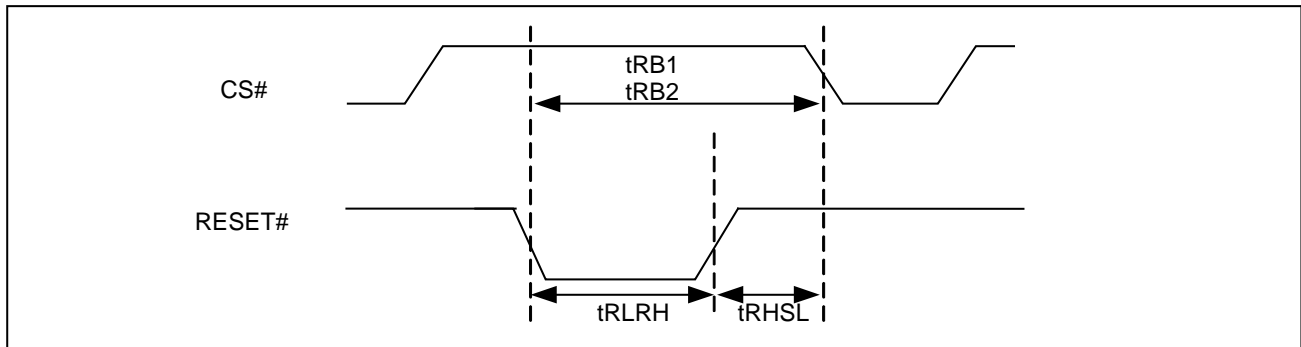 CS#
tRB1
tRB2
RESET#
tRLRH
tRHSL